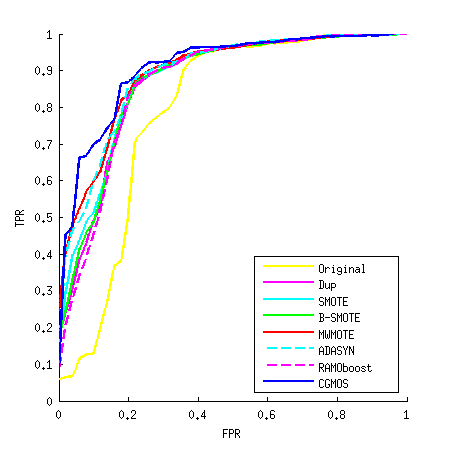 1
0.9
0.8
0.7
0.6
0.5
0.4
0.3
0.2
0.1
0
TPR
Original
Dup
SMOTE
B-SMOTE
MWMOTE
ADASYN
RAMOboost
CGMOS
0 0.2 0.4 0.6 0.8 1
FPR